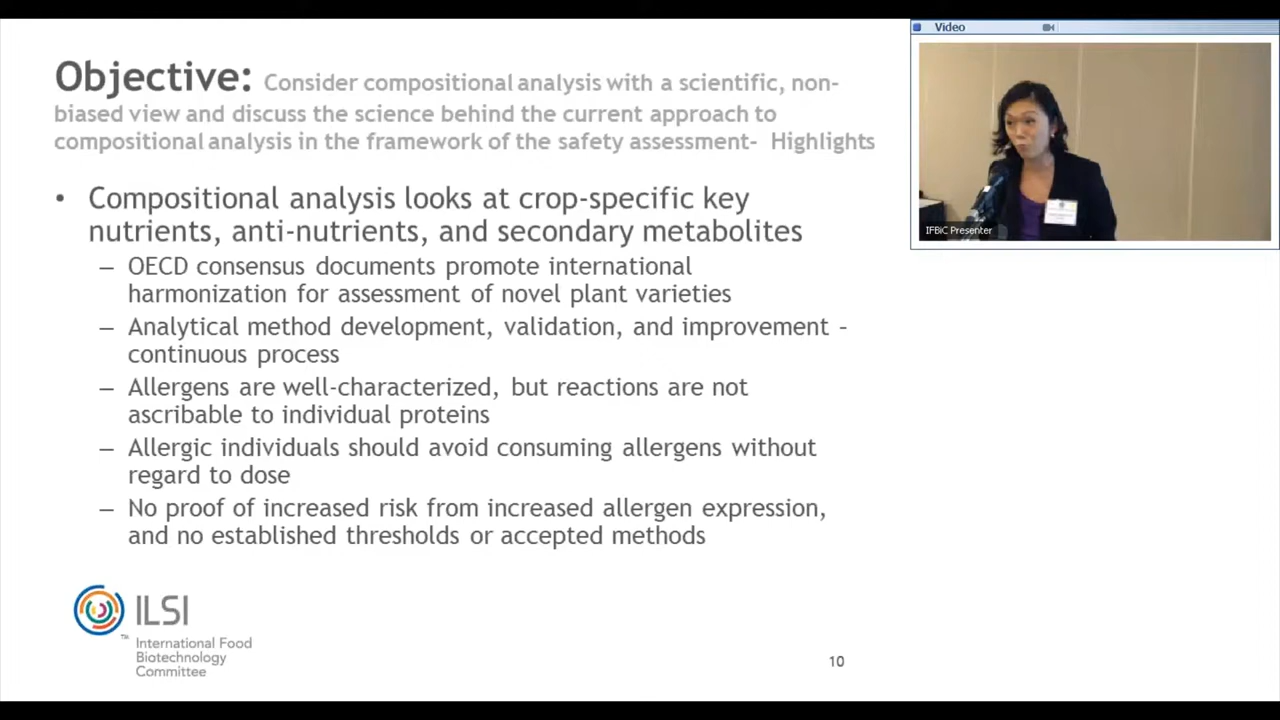 Objective: Consider compositional analysis with a scientific, non-
biased view and discuss the science behind the current approach to
compositional analysis in the framework of the safety assessment- Highlights
• Compositional analysis looks at crop-specific key
nutrients, anti-nutrients, and secondary metabolites
– OECD consensus documents promote international
harmonization for assessment of novel plant varieties
– Analytical method development, validation, and improvement –
continuous process
– Allergens are well-characterized, but reactions are not
ascribable to individual proteins
– Allergic individuals should avoid consuming allergens without
regard to dose
– No proof of increased risk from increased allergen expression,
and no established thresholds or accepted methods
ILSI
™ International Food
Biotechnology
Committee
10
Video
IFBiC Presenter